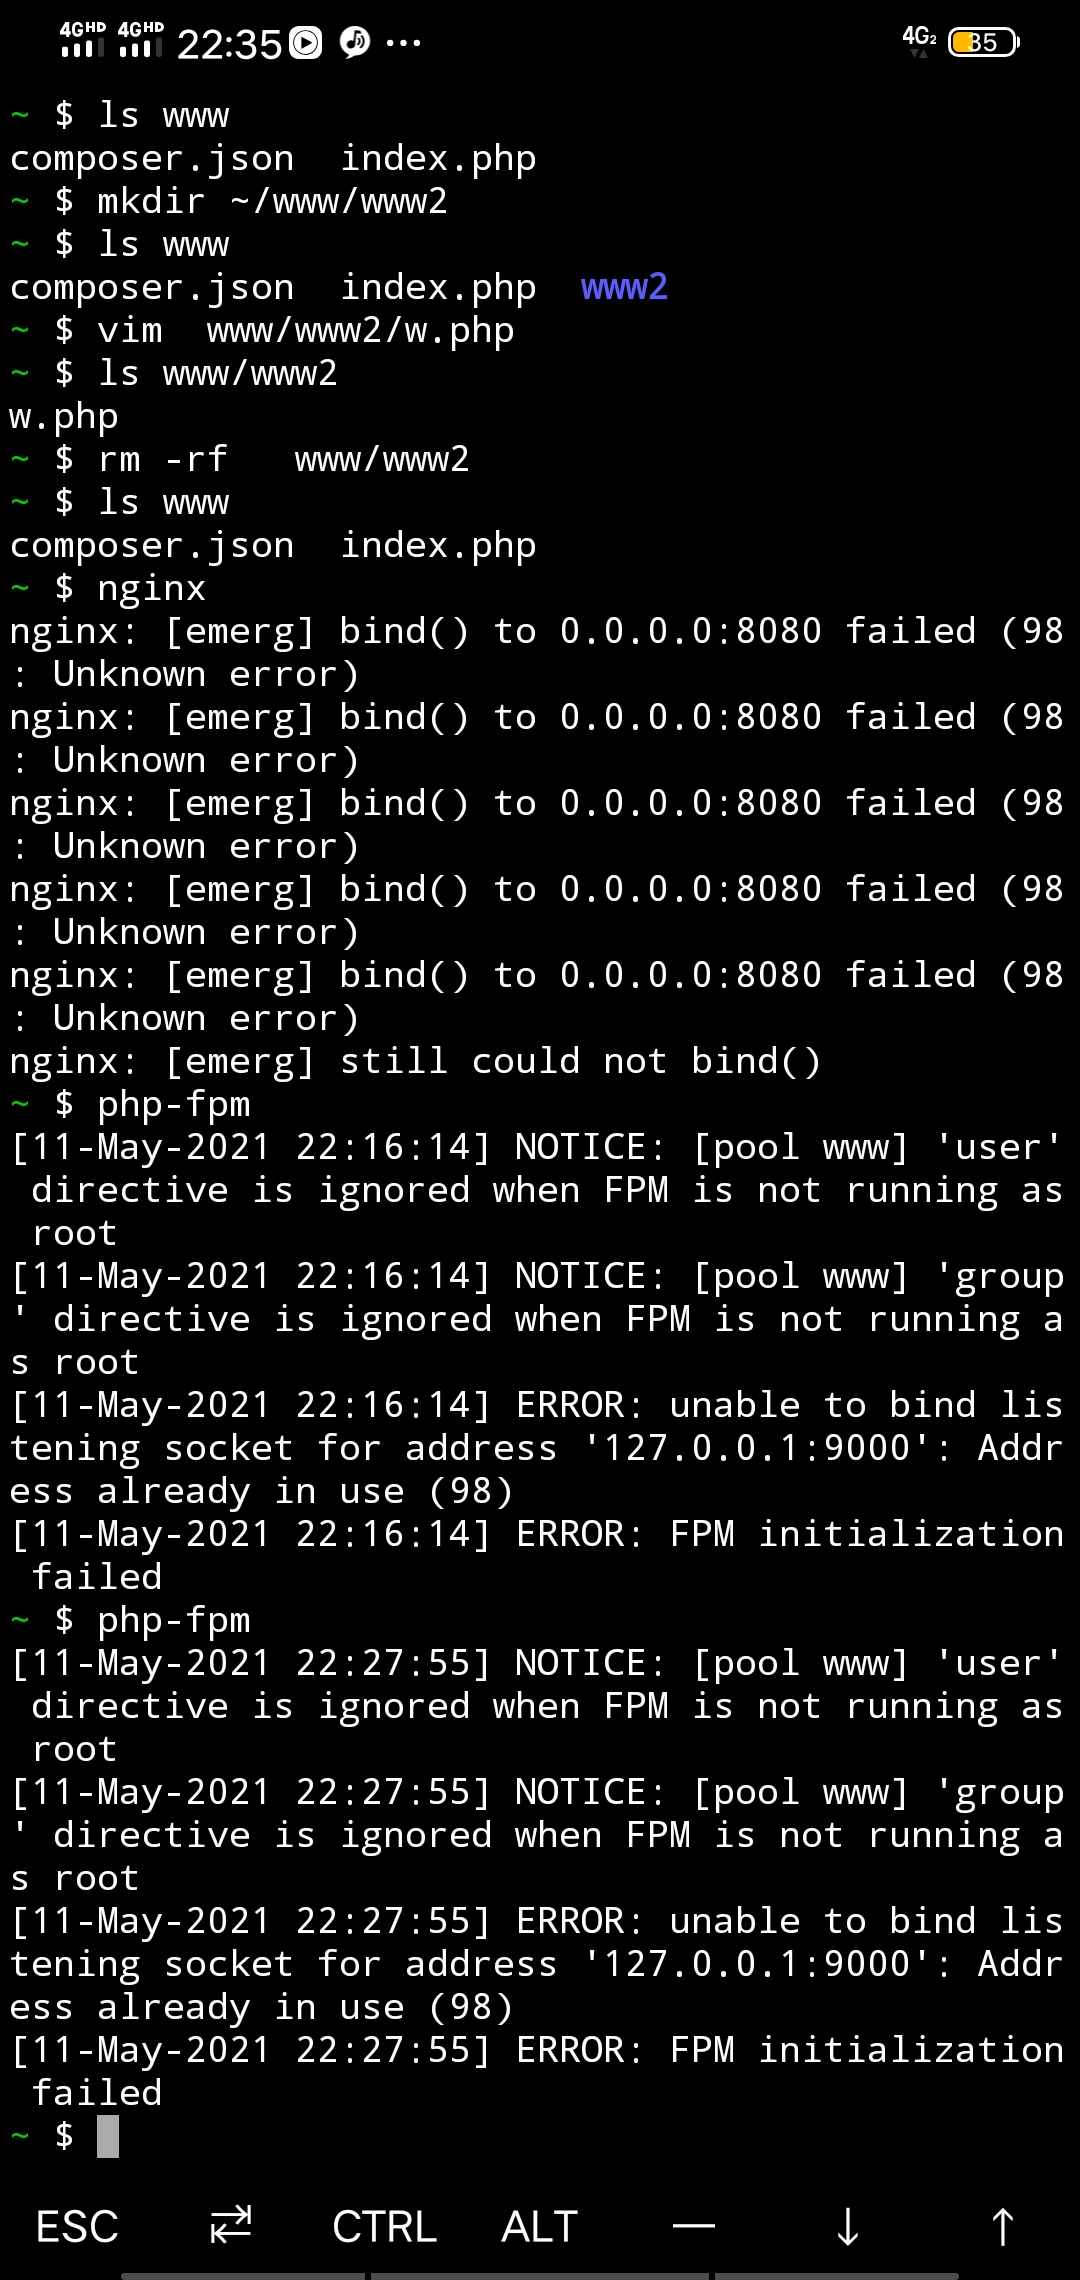 4GHD 4GHD 22:35 ... 4G2 35
~ $ ls www
composer.json  index.php
~ $ mkdir ~/www/www2
~ $ ls www
composer.json  index.php  www2
~ $ vim  www/www2/w.php
~ $ ls www/www2
w.php
~ $ rm -rf   www/www2
~ $ ls www
composer.json  index.php
~ $ nginx
nginx: [emerg] bind() to 0.0.0.0:8080 failed (98
: Unknown error)
nginx: [emerg] bind() to 0.0.0.0:8080 failed (98
: Unknown error)
nginx: [emerg] bind() to 0.0.0.0:8080 failed (98
: Unknown error)
nginx: [emerg] bind() to 0.0.0.0:8080 failed (98
: Unknown error)
nginx: [emerg] bind() to 0.0.0.0:8080 failed (98
: Unknown error)
nginx: [emerg] still could not bind()
~ $ php-fpm
[11-May-2021 22:16:14] NOTICE: [pool www] 'user'
 directive is ignored when FPM is not running as
 root
[11-May-2021 22:16:14] NOTICE: [pool www] 'group
' directive is ignored when FPM is not running a
s root
[11-May-2021 22:16:14] ERROR: unable to bind lis
tening socket for address '127.0.0.1:9000': Addr
ess already in use (98)
[11-May-2021 22:16:14] ERROR: FPM initialization
 failed
~ $ php-fpm
[11-May-2021 22:27:55] NOTICE: [pool www] 'user'
 directive is ignored when FPM is not running as
 root
[11-May-2021 22:27:55] NOTICE: [pool www] 'group
' directive is ignored when FPM is not running a
s root
[11-May-2021 22:27:55] ERROR: unable to bind lis
tening socket for address '127.0.0.1:9000': Addr
ess already in use (98)
[11-May-2021 22:27:55] ERROR: FPM initialization
 failed
~ $
ESC ⇄ CTRL ALT — ↓ ↑